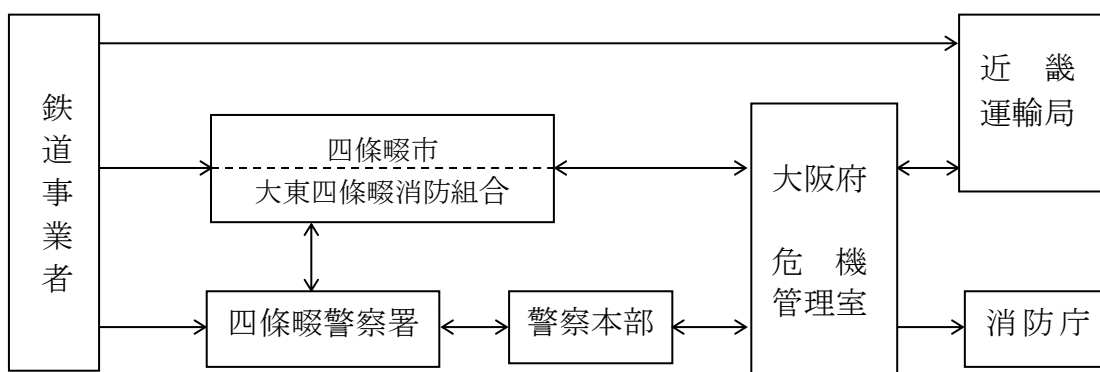 鉄道事業者
四條畷市
大東四條畷消防組合
四條畷警察署
警察本部
大阪府
危 機
管理室
近 畿
運輸局
消防庁